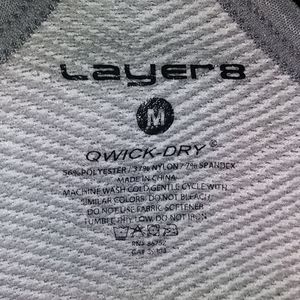 Layer8
M
QWICK-DRY®
56% POLYESTER / 37% NYLON / 7% SPANDEX
MADE IN CHINA
MACHINE WASH COLD, GENTLE CYCLE WITH
SIMILAR COLORS. DO NOT BLEACH.
DO NOT USE FABRIC SOFTENER
TUMBLE DRY LOW. DO NOT IRON